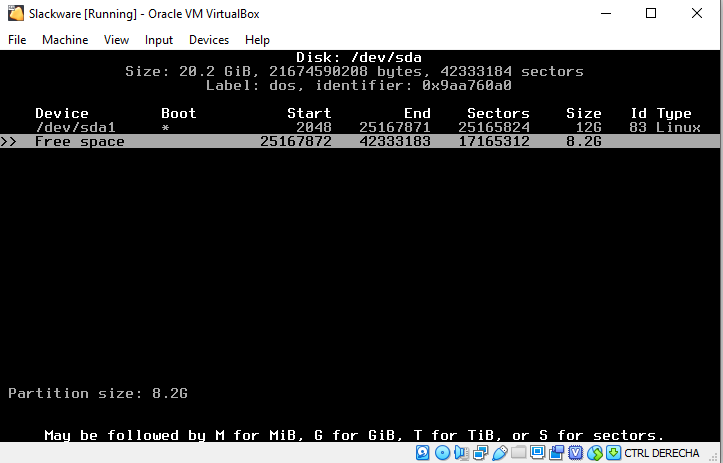 Slackware [Running] - Oracle VM VirtualBox
File Machine View Input Devices Help
Disk: /dev/sda
Size: 20.2 GiB, 21674590208 bytes, 42333184 sectors
Label: dos, identifier: 0x9aa760a0
Device Boot Start End Sectors Size Id Type
/dev/sda1 * 2048 25167871 25165824 12G 83 Linux
>> Free space 25167872 42333183 17165312 8.2G
Partition size: 8.2G
May be followed by M for MiB, G for GiB, T for TiB, or S for sectors.
CTRL DERECHA